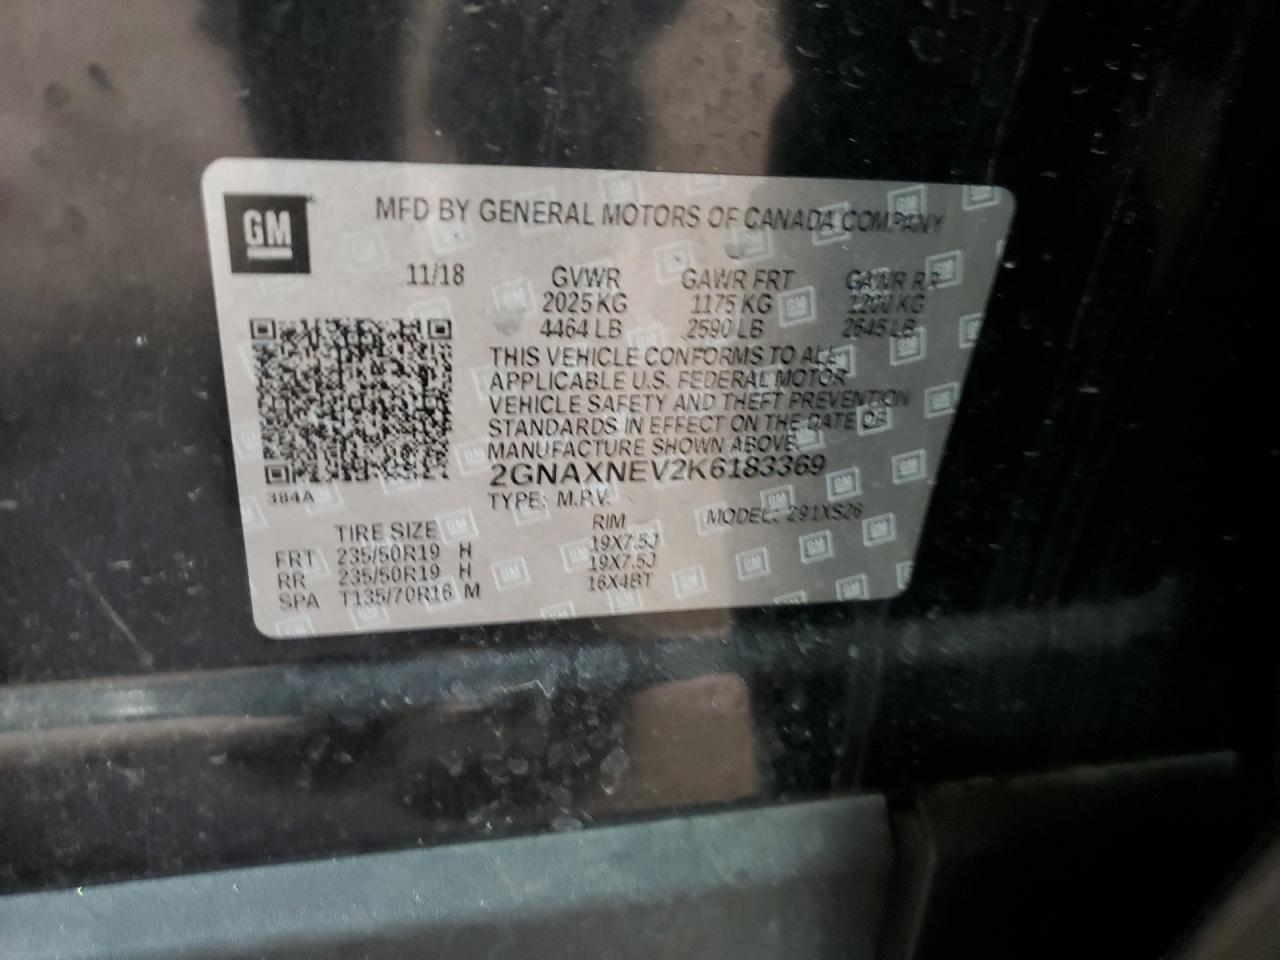 GM
MFD BY GENERAL MOTORS OF CANADA COMPANY
11/18 GVWR GAWR FRT GAWR RR
2025 KG 1175 KG 1200 KG
4464 LB 2590 LB 2645 LB
THIS VEHICLE CONFORMS TO ALL
APPLICABLE U.S. FEDERAL MOTOR
VEHICLE SAFETY AND THEFT PREVENTION
STANDARDS IN EFFECT ON THE DATE OF
MANUFACTURE SHOWN ABOVE.
2GNAXNEV2K6183369
384A TYPE: M.P.V. MODEL: 291XS26
TIRE SIZE RIM
FRT 235/50R19 H 19X7.5J
RR 235/50R19 H 19X7.5J
SPA T135/70R16 M 16X4BT